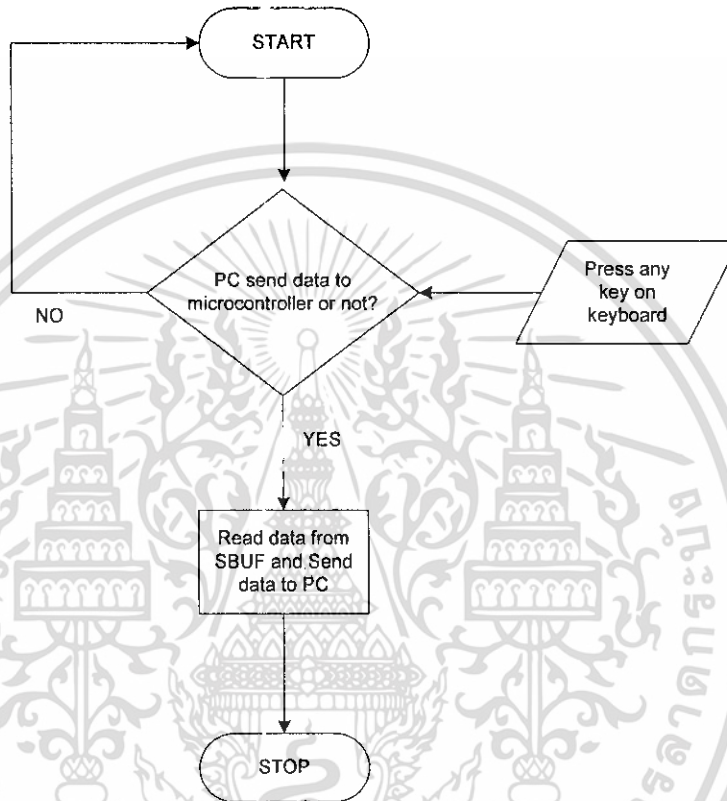 START
PC send data to
microcontroller or not?
Press any
key on
keyboard
NO
YES
Read data from
SBUF and Send
data to PC
STOP